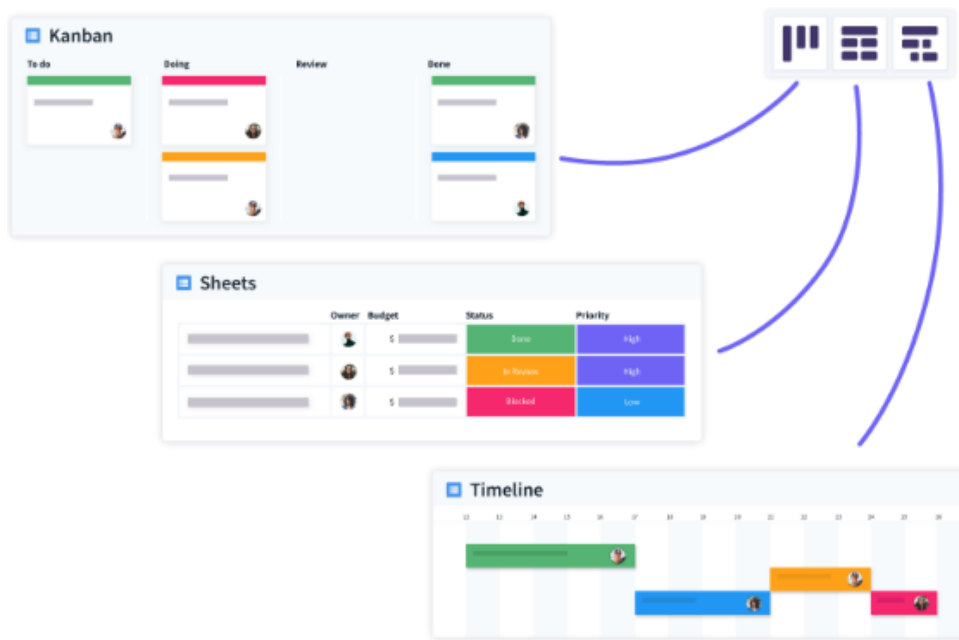 Kanban
To do Doing Review Done
Sheets
Owner Budget Status Priority
$ Done High
$ In Review High
$ Blocked Low
Timeline
12 13 14 15 16 17 18 19 20 21 22 23 24 25 26